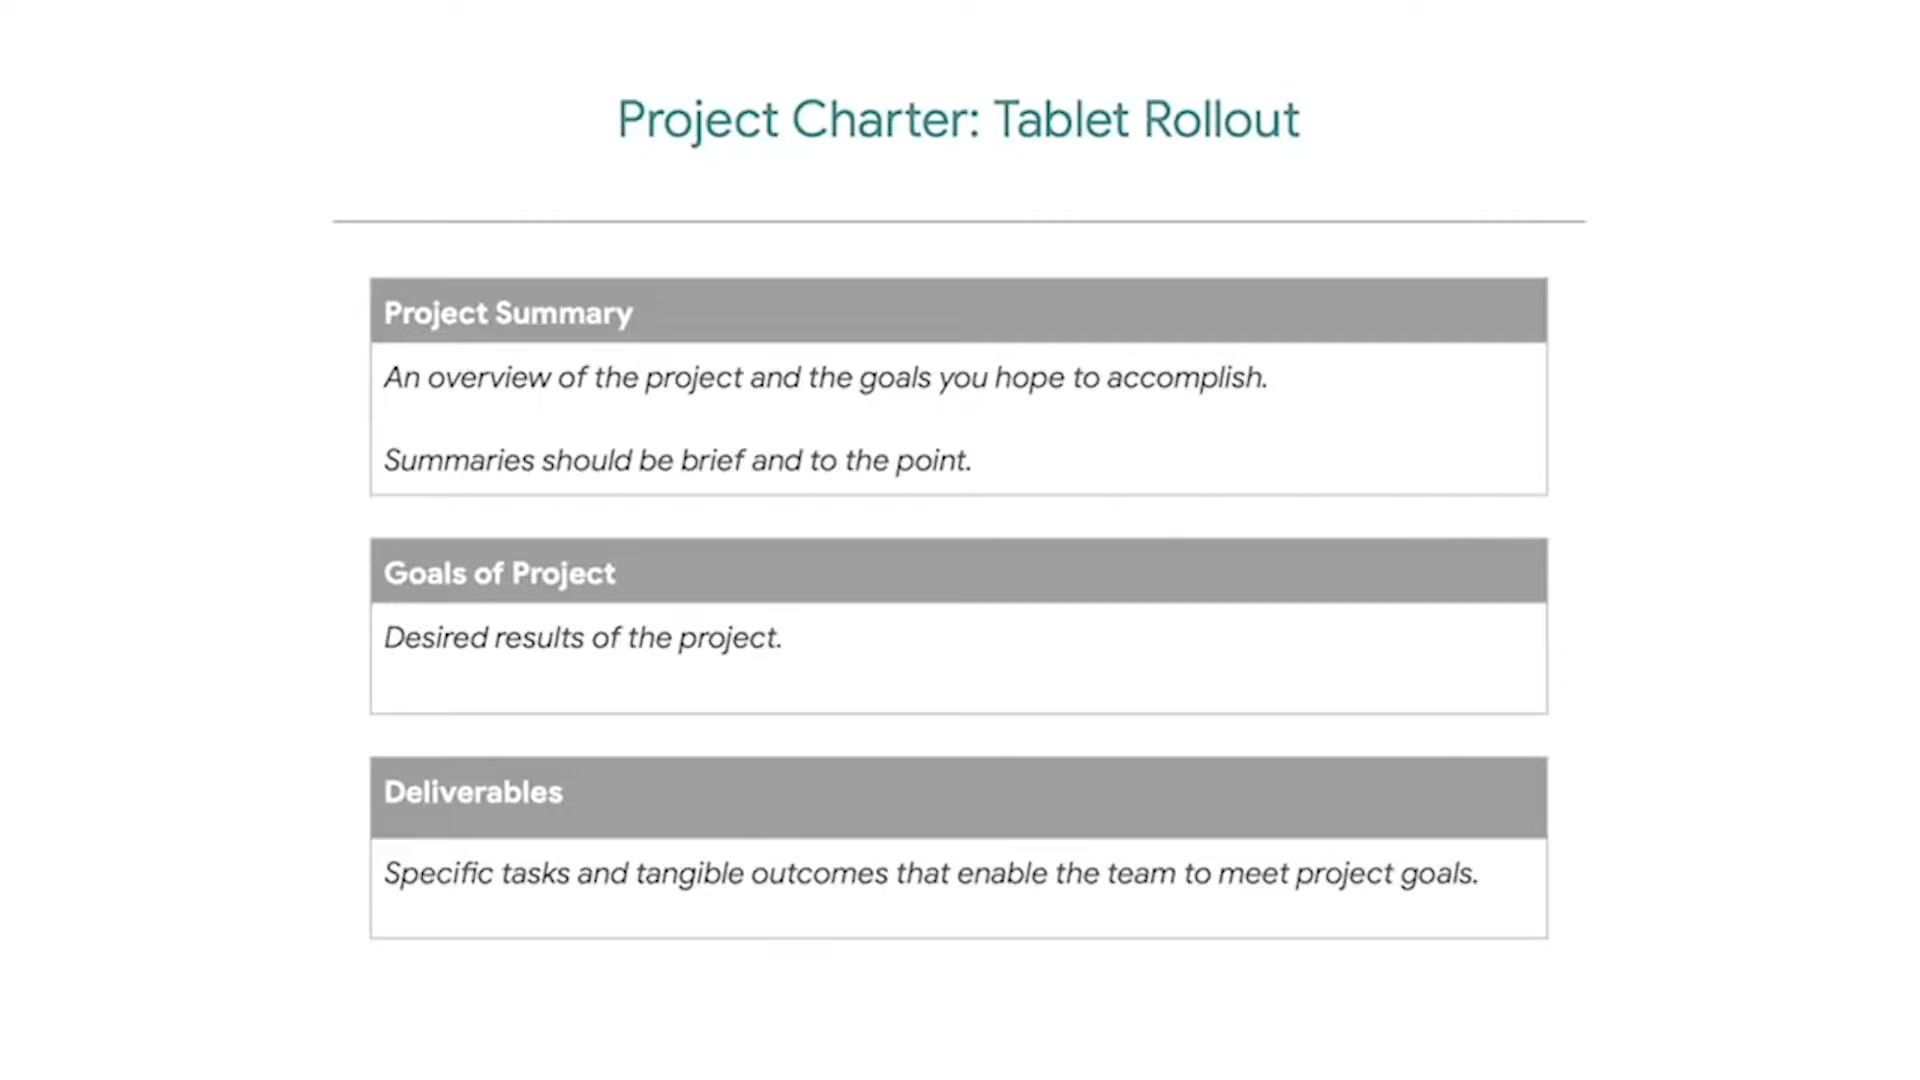 Project Charter: Tablet Rollout
Project Summary
An overview of the project and the goals you hope to accomplish.
Summaries should be brief and to the point.
Goals of Project
Desired results of the project.
Deliverables
Specific tasks and tangible outcomes that enable the team to meet project goals.